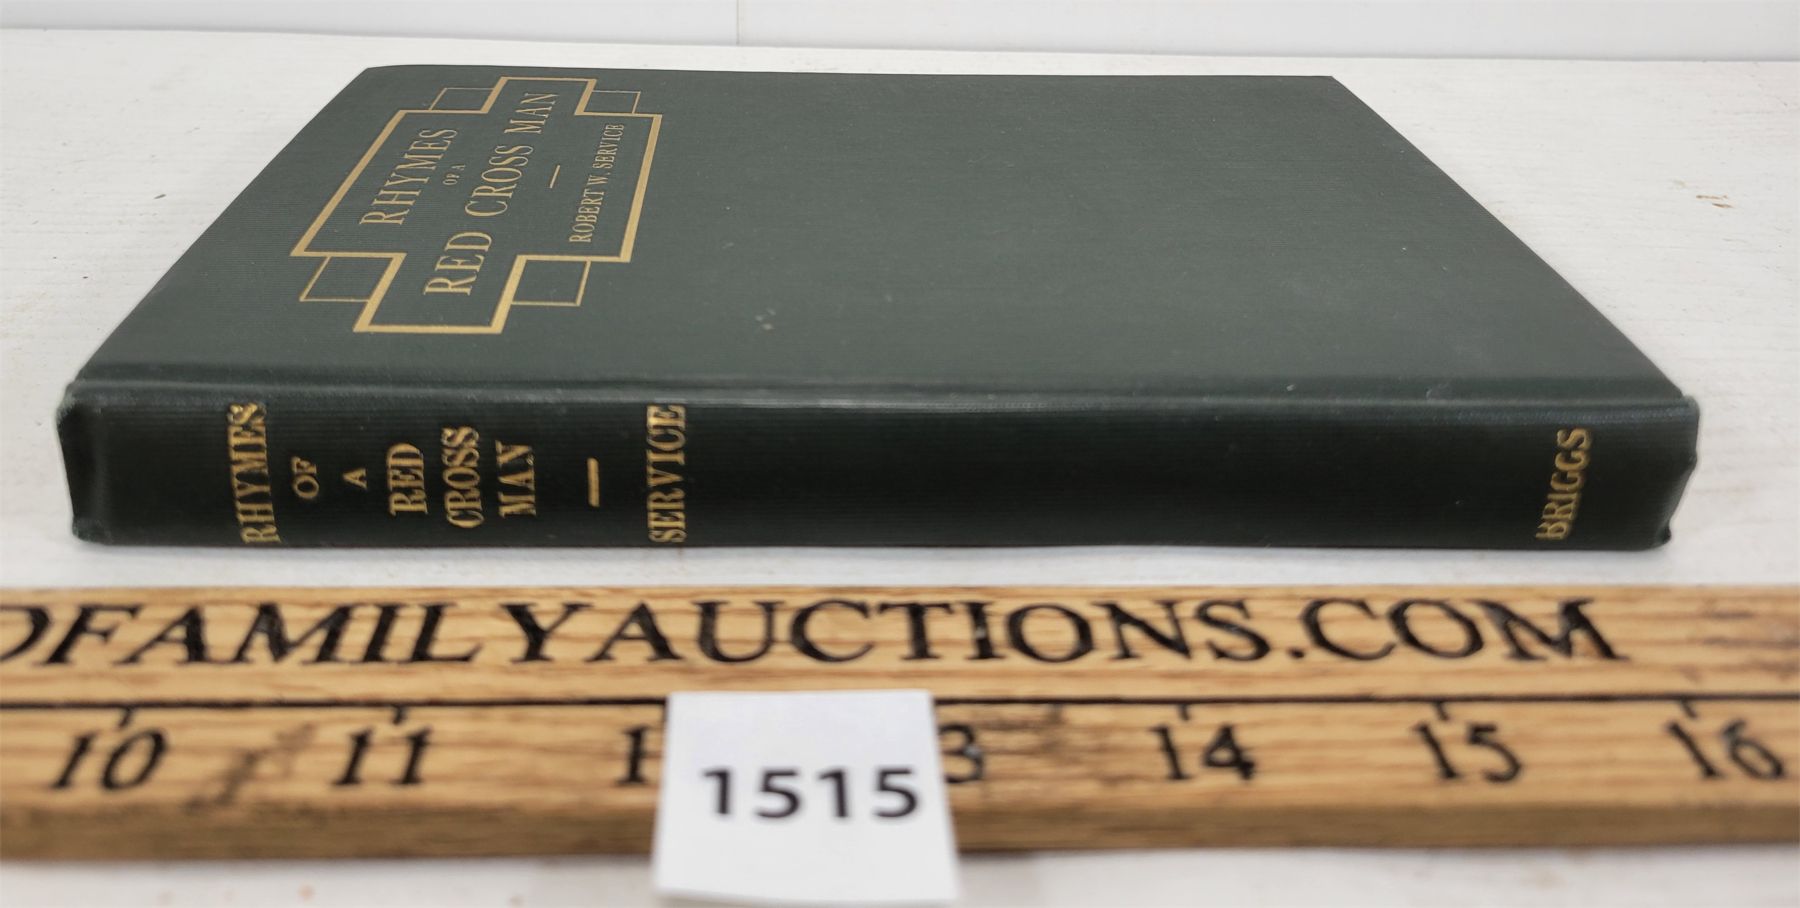 RHYMES
OF A
RED CROSS MAN
ROBERT W. SERVICE
RHYMES
OF
A
RED
CROSS
MAN
SERVICE
BRIGGS
FAMILYAUCTIONS.COM
10 11 14 15 16
1515